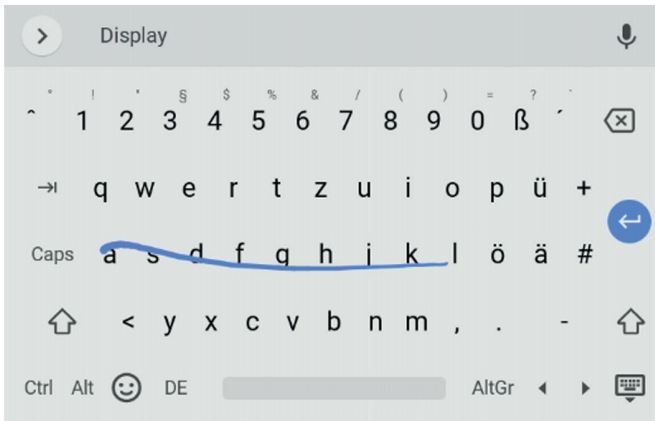 Display
° ! " § $ % & / ( ) = ? `
^ 1 2 3 4 5 6 7 8 9 0 ß ´
q w e r t z u i o p ü +
Caps a s d f g h j k l ö ä #
< y x c v b n m , . -
Ctrl Alt DE AltGr